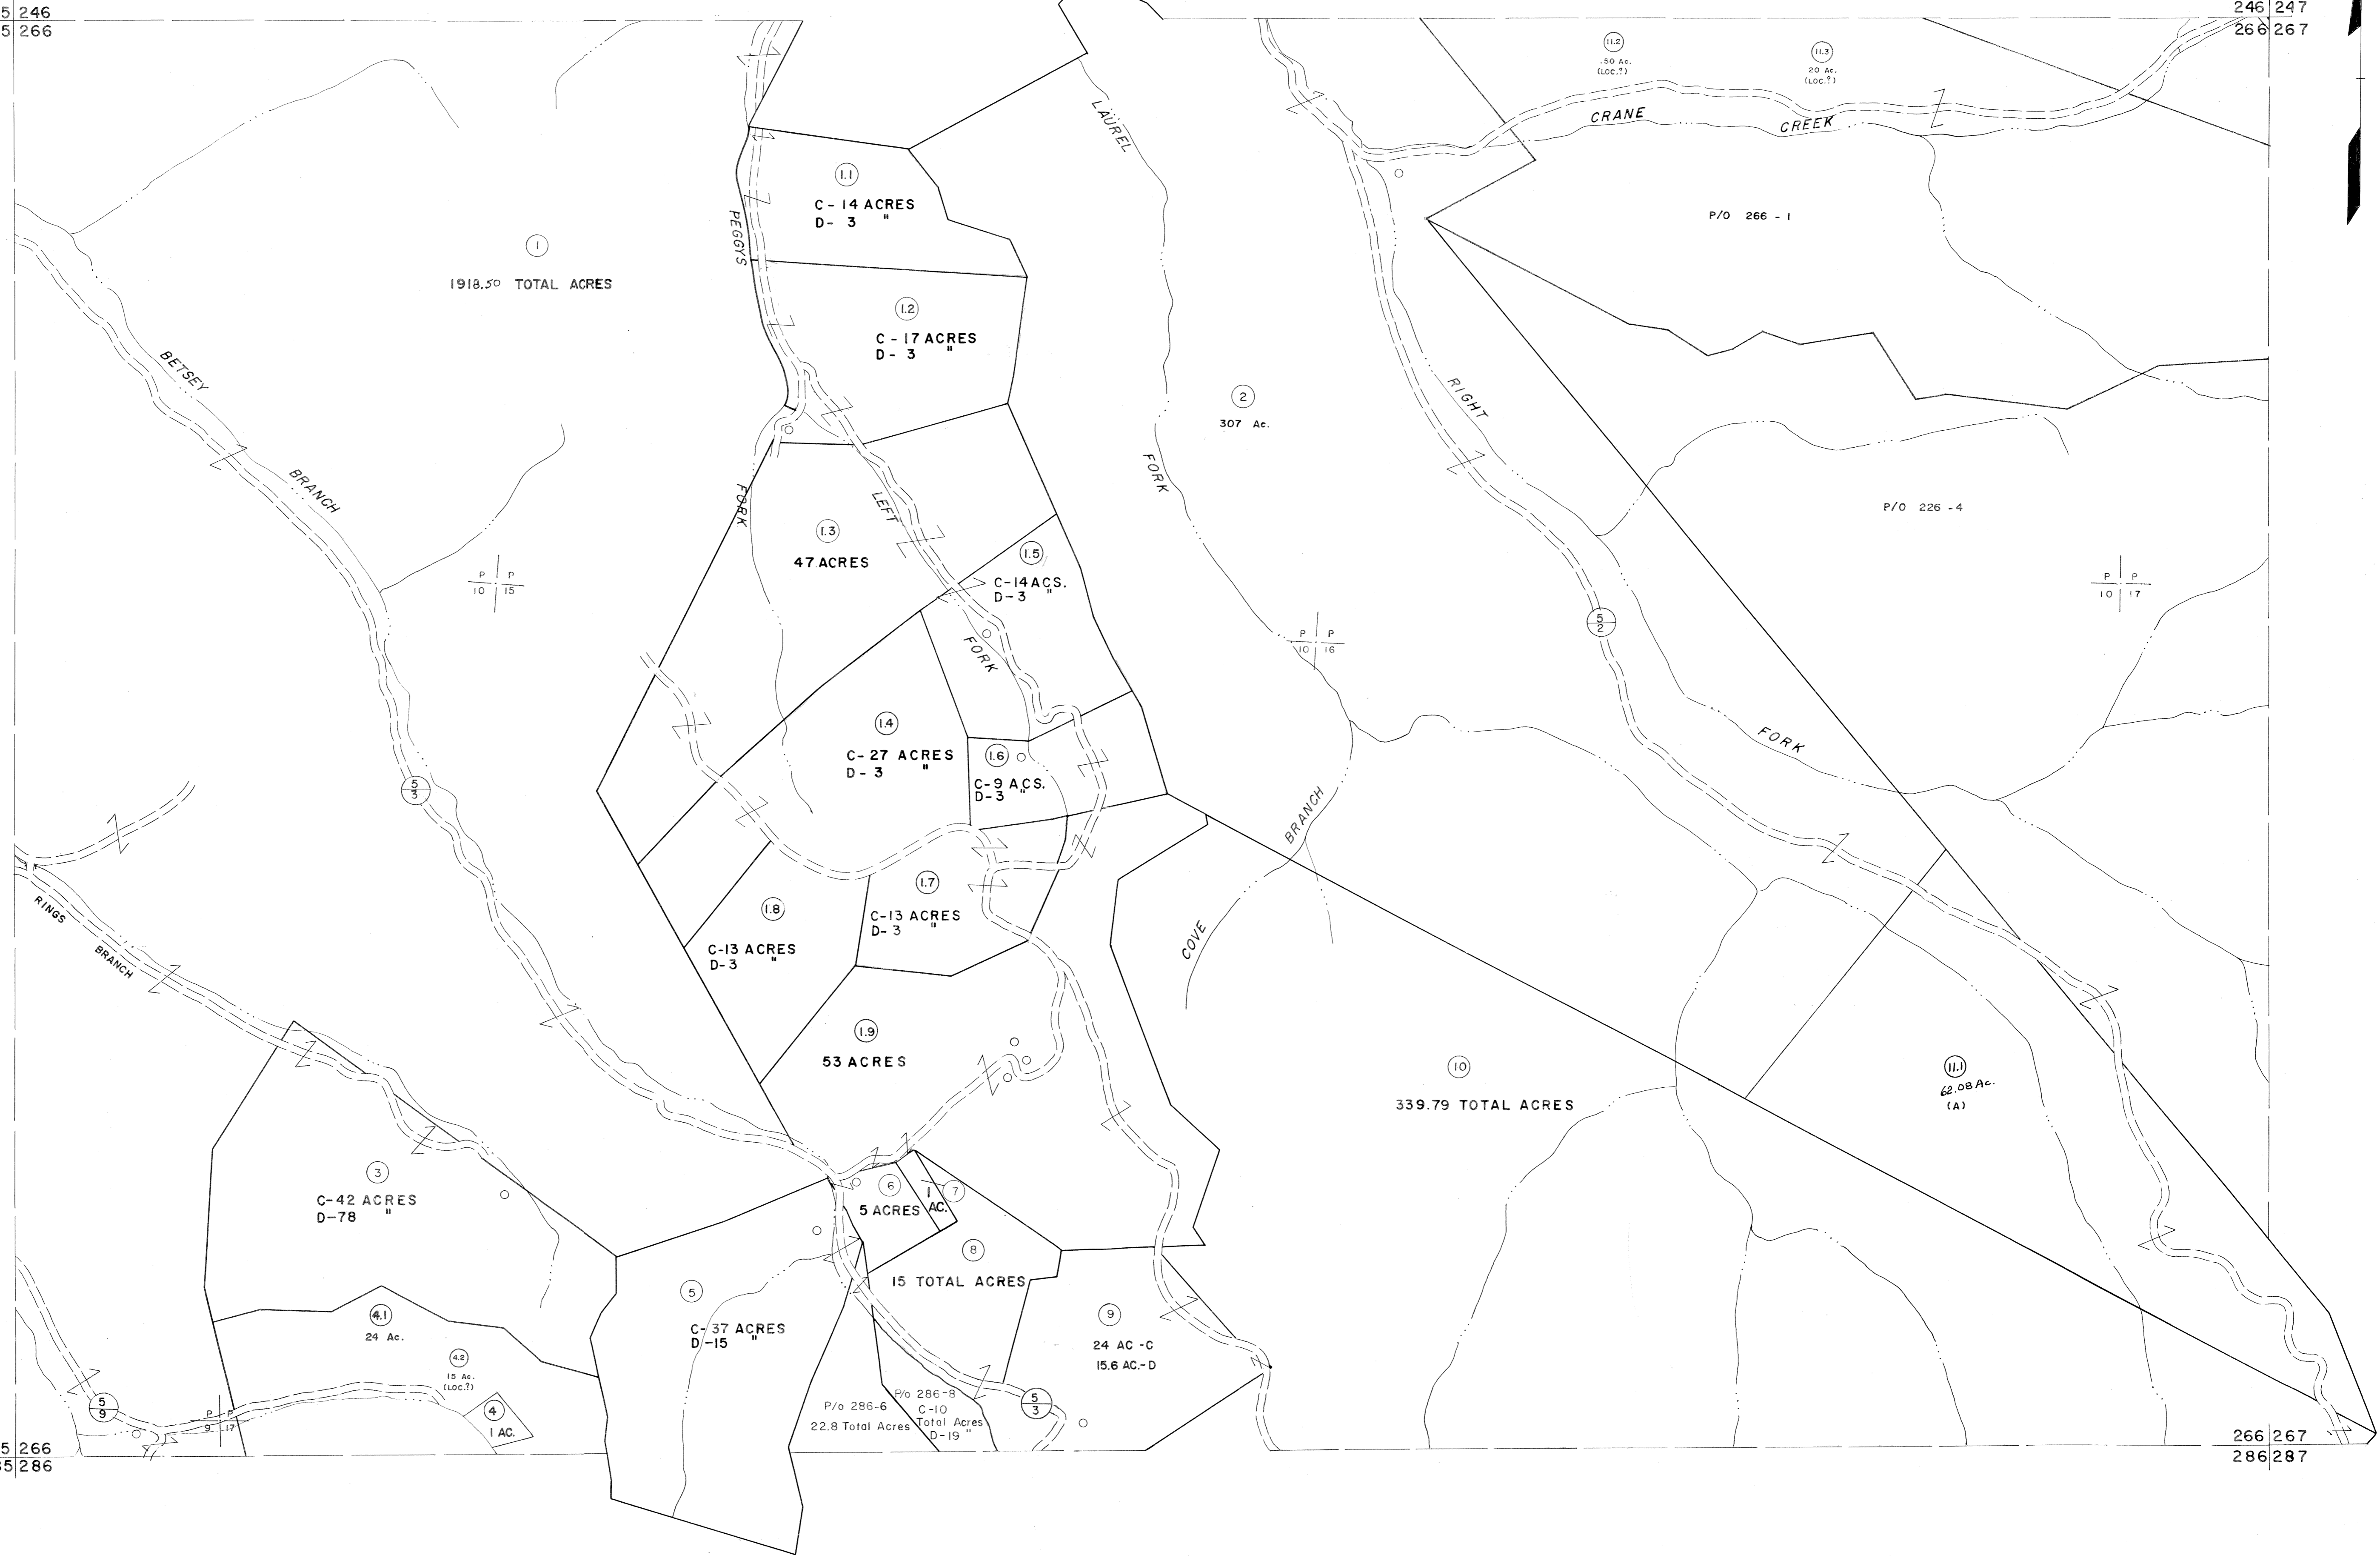 5 246
5 266
246 247
266 267
11.2
.50 Ac.
(LOC.?)
11.3
20 Ac.
(LOC.?)
CRANE CREEK
LAUREL
1.1
C - 14 ACRES
D - 3 "
PEGGYS
P/O 266 - 1
1
1918.50 TOTAL ACRES
1.2
C - 17 ACRES
D - 3 "
BETSEY
RIGHT
2
307 Ac.
BRANCH
FORK
LEFT
FORK
P/O 226 - 4
1.3
47 ACRES
1.5
C-14 ACS.
D-3 "
P P
10 15
P P
10 17
5
2
P P
10 16
FORK
1.4
C- 27 ACRES
D - 3 "
1.6
C-9 ACS.
D-3 "
FORK
5
3
BRANCH
1.7
C-13 ACRES
D- 3 "
1.8
C-13 ACRES
D-3 "
RINGS
BRANCH
COVE
1.9
53 ACRES
10
339.79 TOTAL ACRES
11.1
62.08 Ac.
(A)
3
C-42 ACRES
D-78 "
6
5 ACRES
7
1
AC.
8
15 TOTAL ACRES
5
C-37 ACRES
D-15 "
4.1
24 Ac.
9
24 AC -C
15.6 AC.-D
4.2
15 Ac.
(LOC.?)
4
1 AC.
5
9
P P
9 17
P/o 286-6
22.8 Total Acres
P/o 286-8
C-10
Total Acres
D-19 "
5
3
5 266
5 286
266 267
286 287